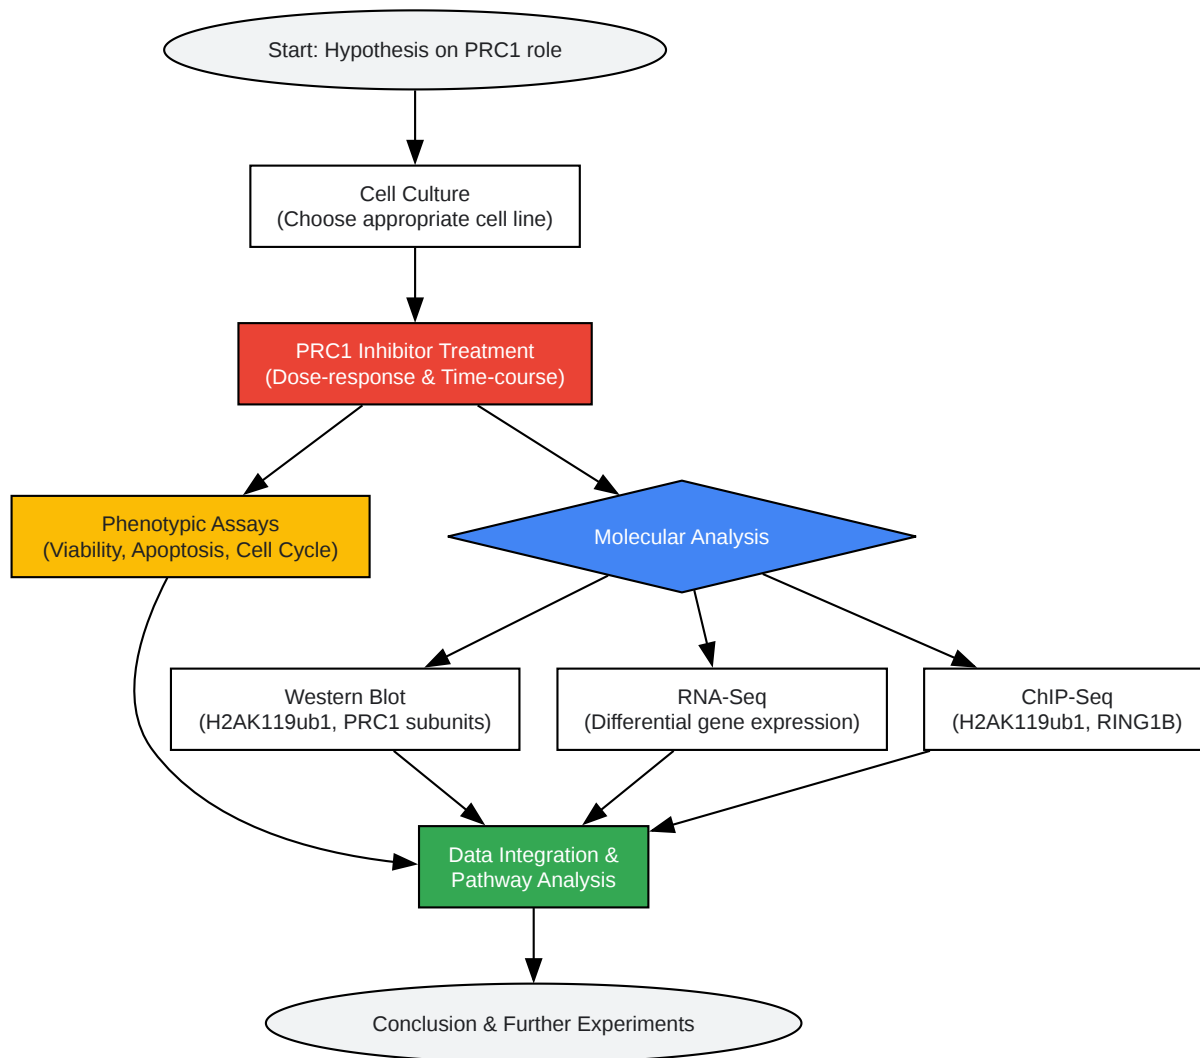 Start: Hypothesis on PRC1 role
Cell Culture
(Choose appropriate cell line)
PRC1 Inhibitor Treatment
(Dose-response & Time-course)
Phenotypic Assays
(Viability, Apoptosis, Cell Cycle)
Molecular Analysis
Western Blot
(H2AK119ub1, PRC1 subunits)
RNA-Seq
(Differential gene expression)
ChIP-Seq
(H2AK119ub1, RING1B)
Data Integration &
Pathway Analysis
Conclusion & Further Experiments